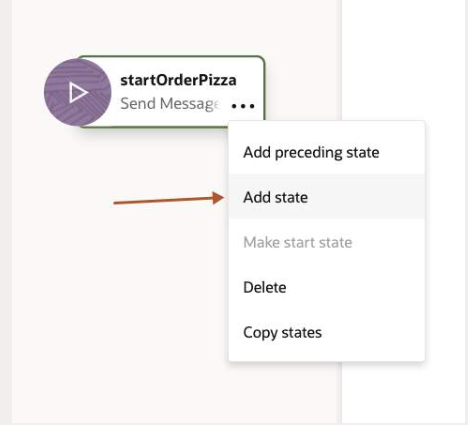 startOrderPizza
Send Message
Add preceding state
Add state
Make start state
Delete
Copy states